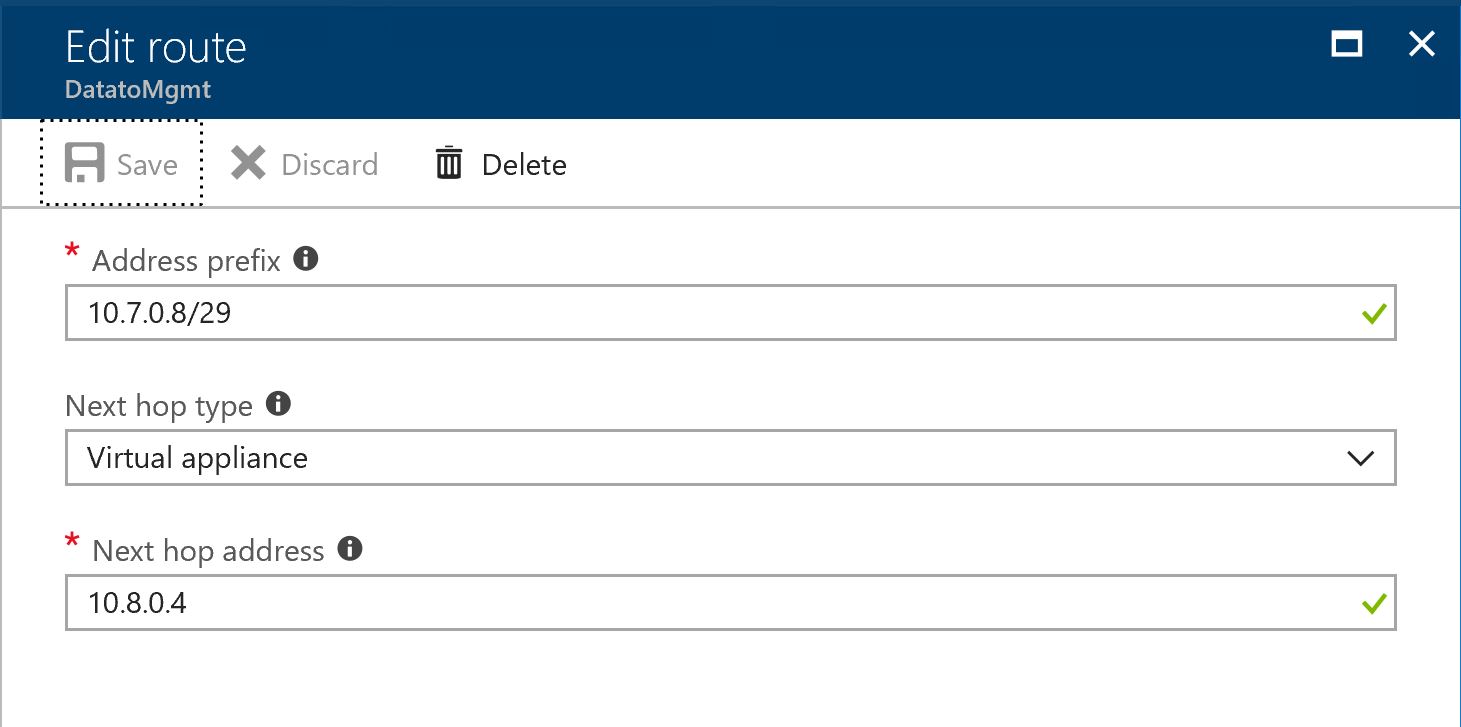 Edit route
DatatoMgmt
Save Discard Delete
* Address prefix
10.7.0.8/29
Next hop type
Virtual appliance
* Next hop address
10.8.0.4